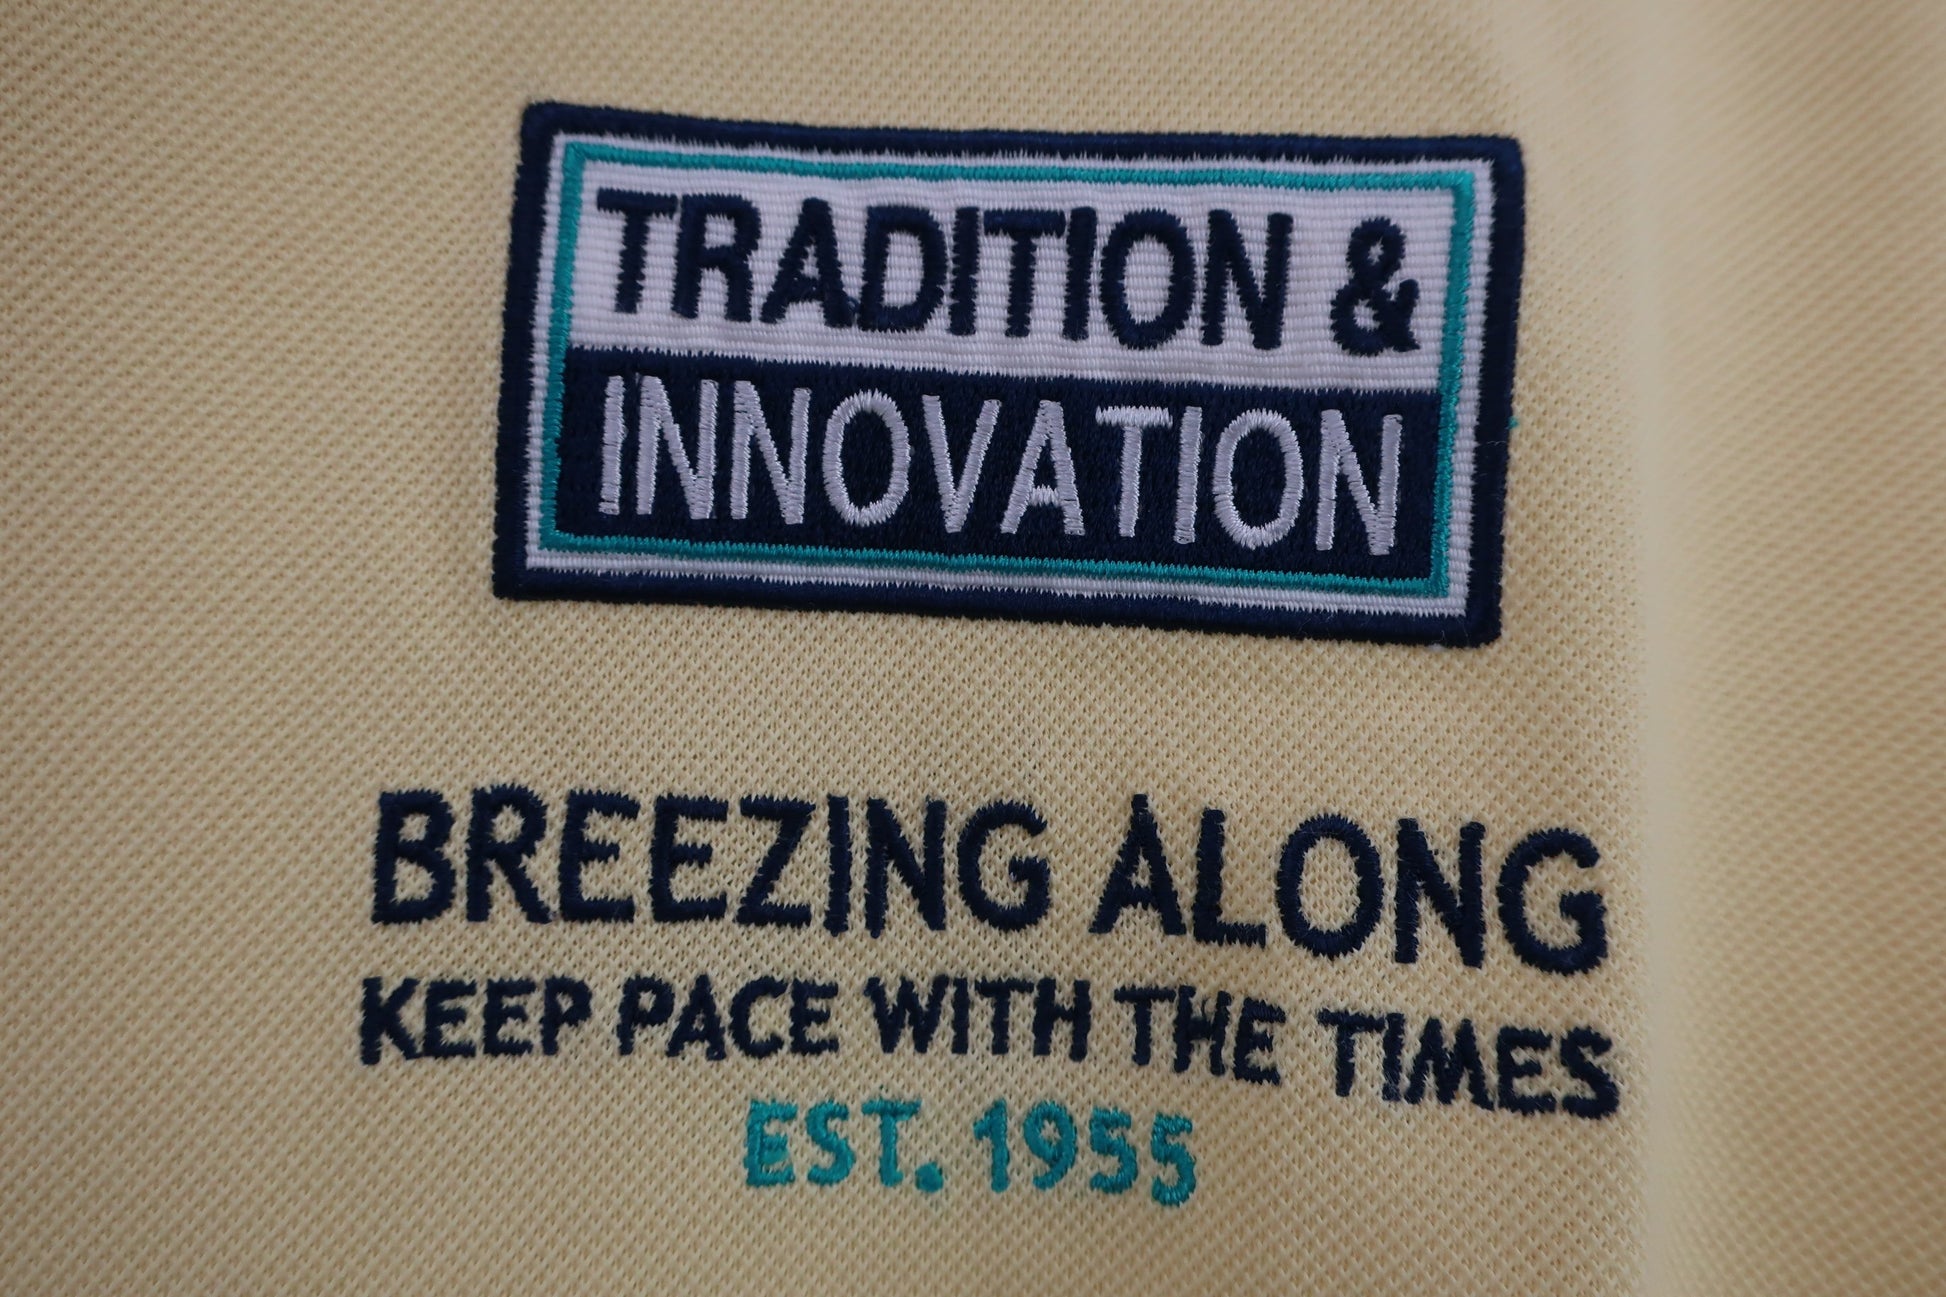 TRADITION &
INNOVATION
BREEZING ALONG
KEEP PACE WITH THE TIMES
EST. 1955